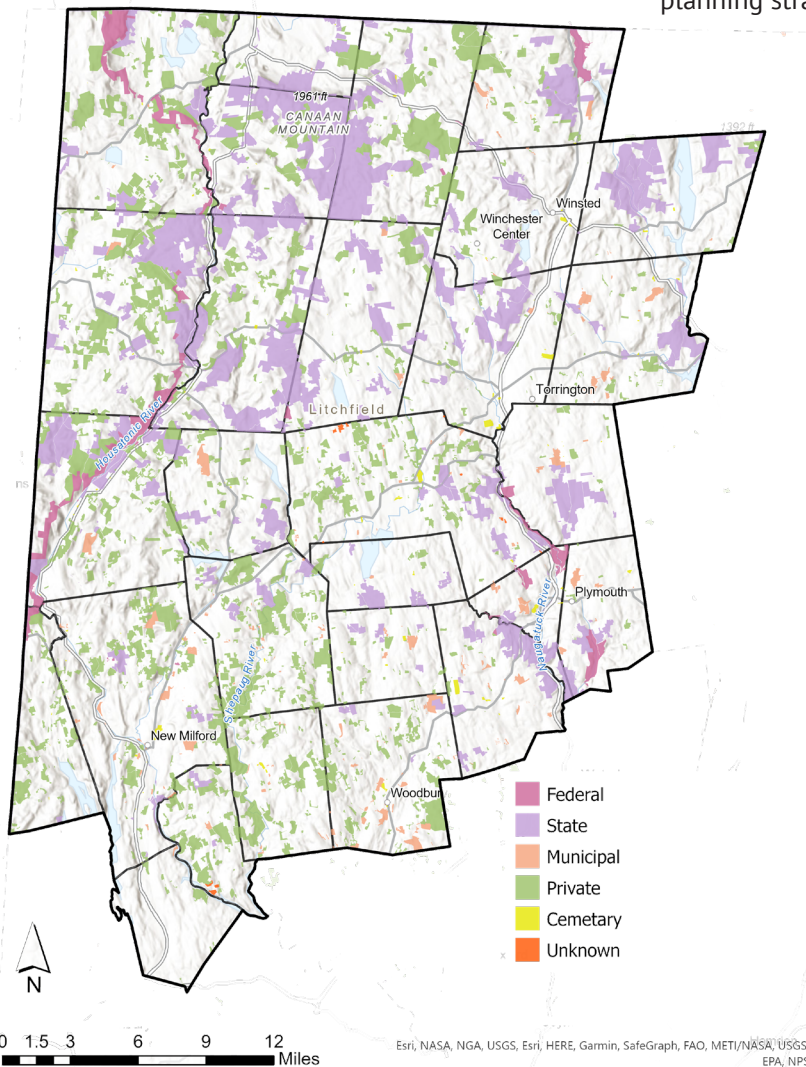 planning stra
1961 ft
CANAAN
MOUNTAIN
1392 ft
Winsted
Winchester
Center
Torrington
Litchfield
Housatonic River
ns
Plymouth
Naugatuck River
Shepaug River
New Milford
Woodbur
Federal
State
Municipal
Private
Cemetary
Unknown
N
0 1.5 3 6 9 12
Miles
Esri, NASA, NGA, USGS, Esri, HERE, Garmin, SafeGraph, FAO, METI/NASA, USGS
EPA, NPS